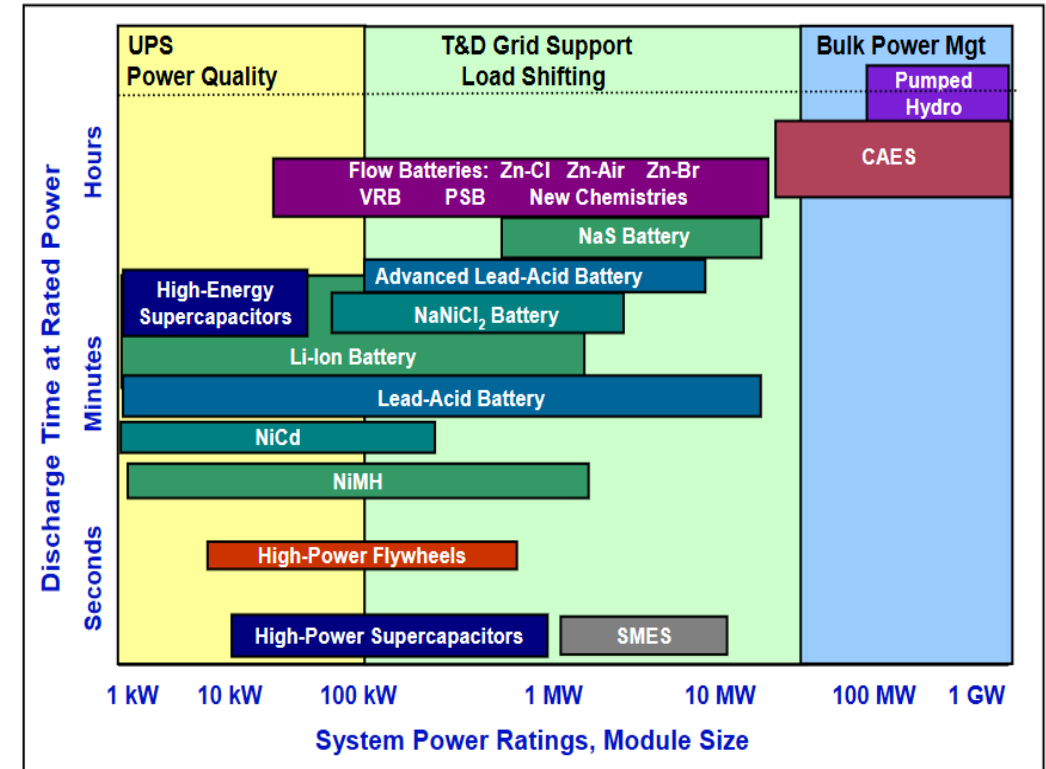 UPS
Power Quality
T&D Grid Support
Load Shifting
Bulk Power Mgt
Pumped
Hydro
CAES
Flow Batteries: Zn-Cl Zn-Air Zn-Br
VRB PSB New Chemistries
NaS Battery
Advanced Lead-Acid Battery
High-Energy
Supercapacitors
NaNiCl₂ Battery
Li-Ion Battery
Lead-Acid Battery
NiCd
NiMH
High-Power Flywheels
High-Power Supercapacitors
SMES
Discharge Time at Rated Power
Hours
Minutes
Seconds
1 kW 10 kW 100 kW 1 MW 10 MW 100 MW 1 GW
System Power Ratings, Module Size